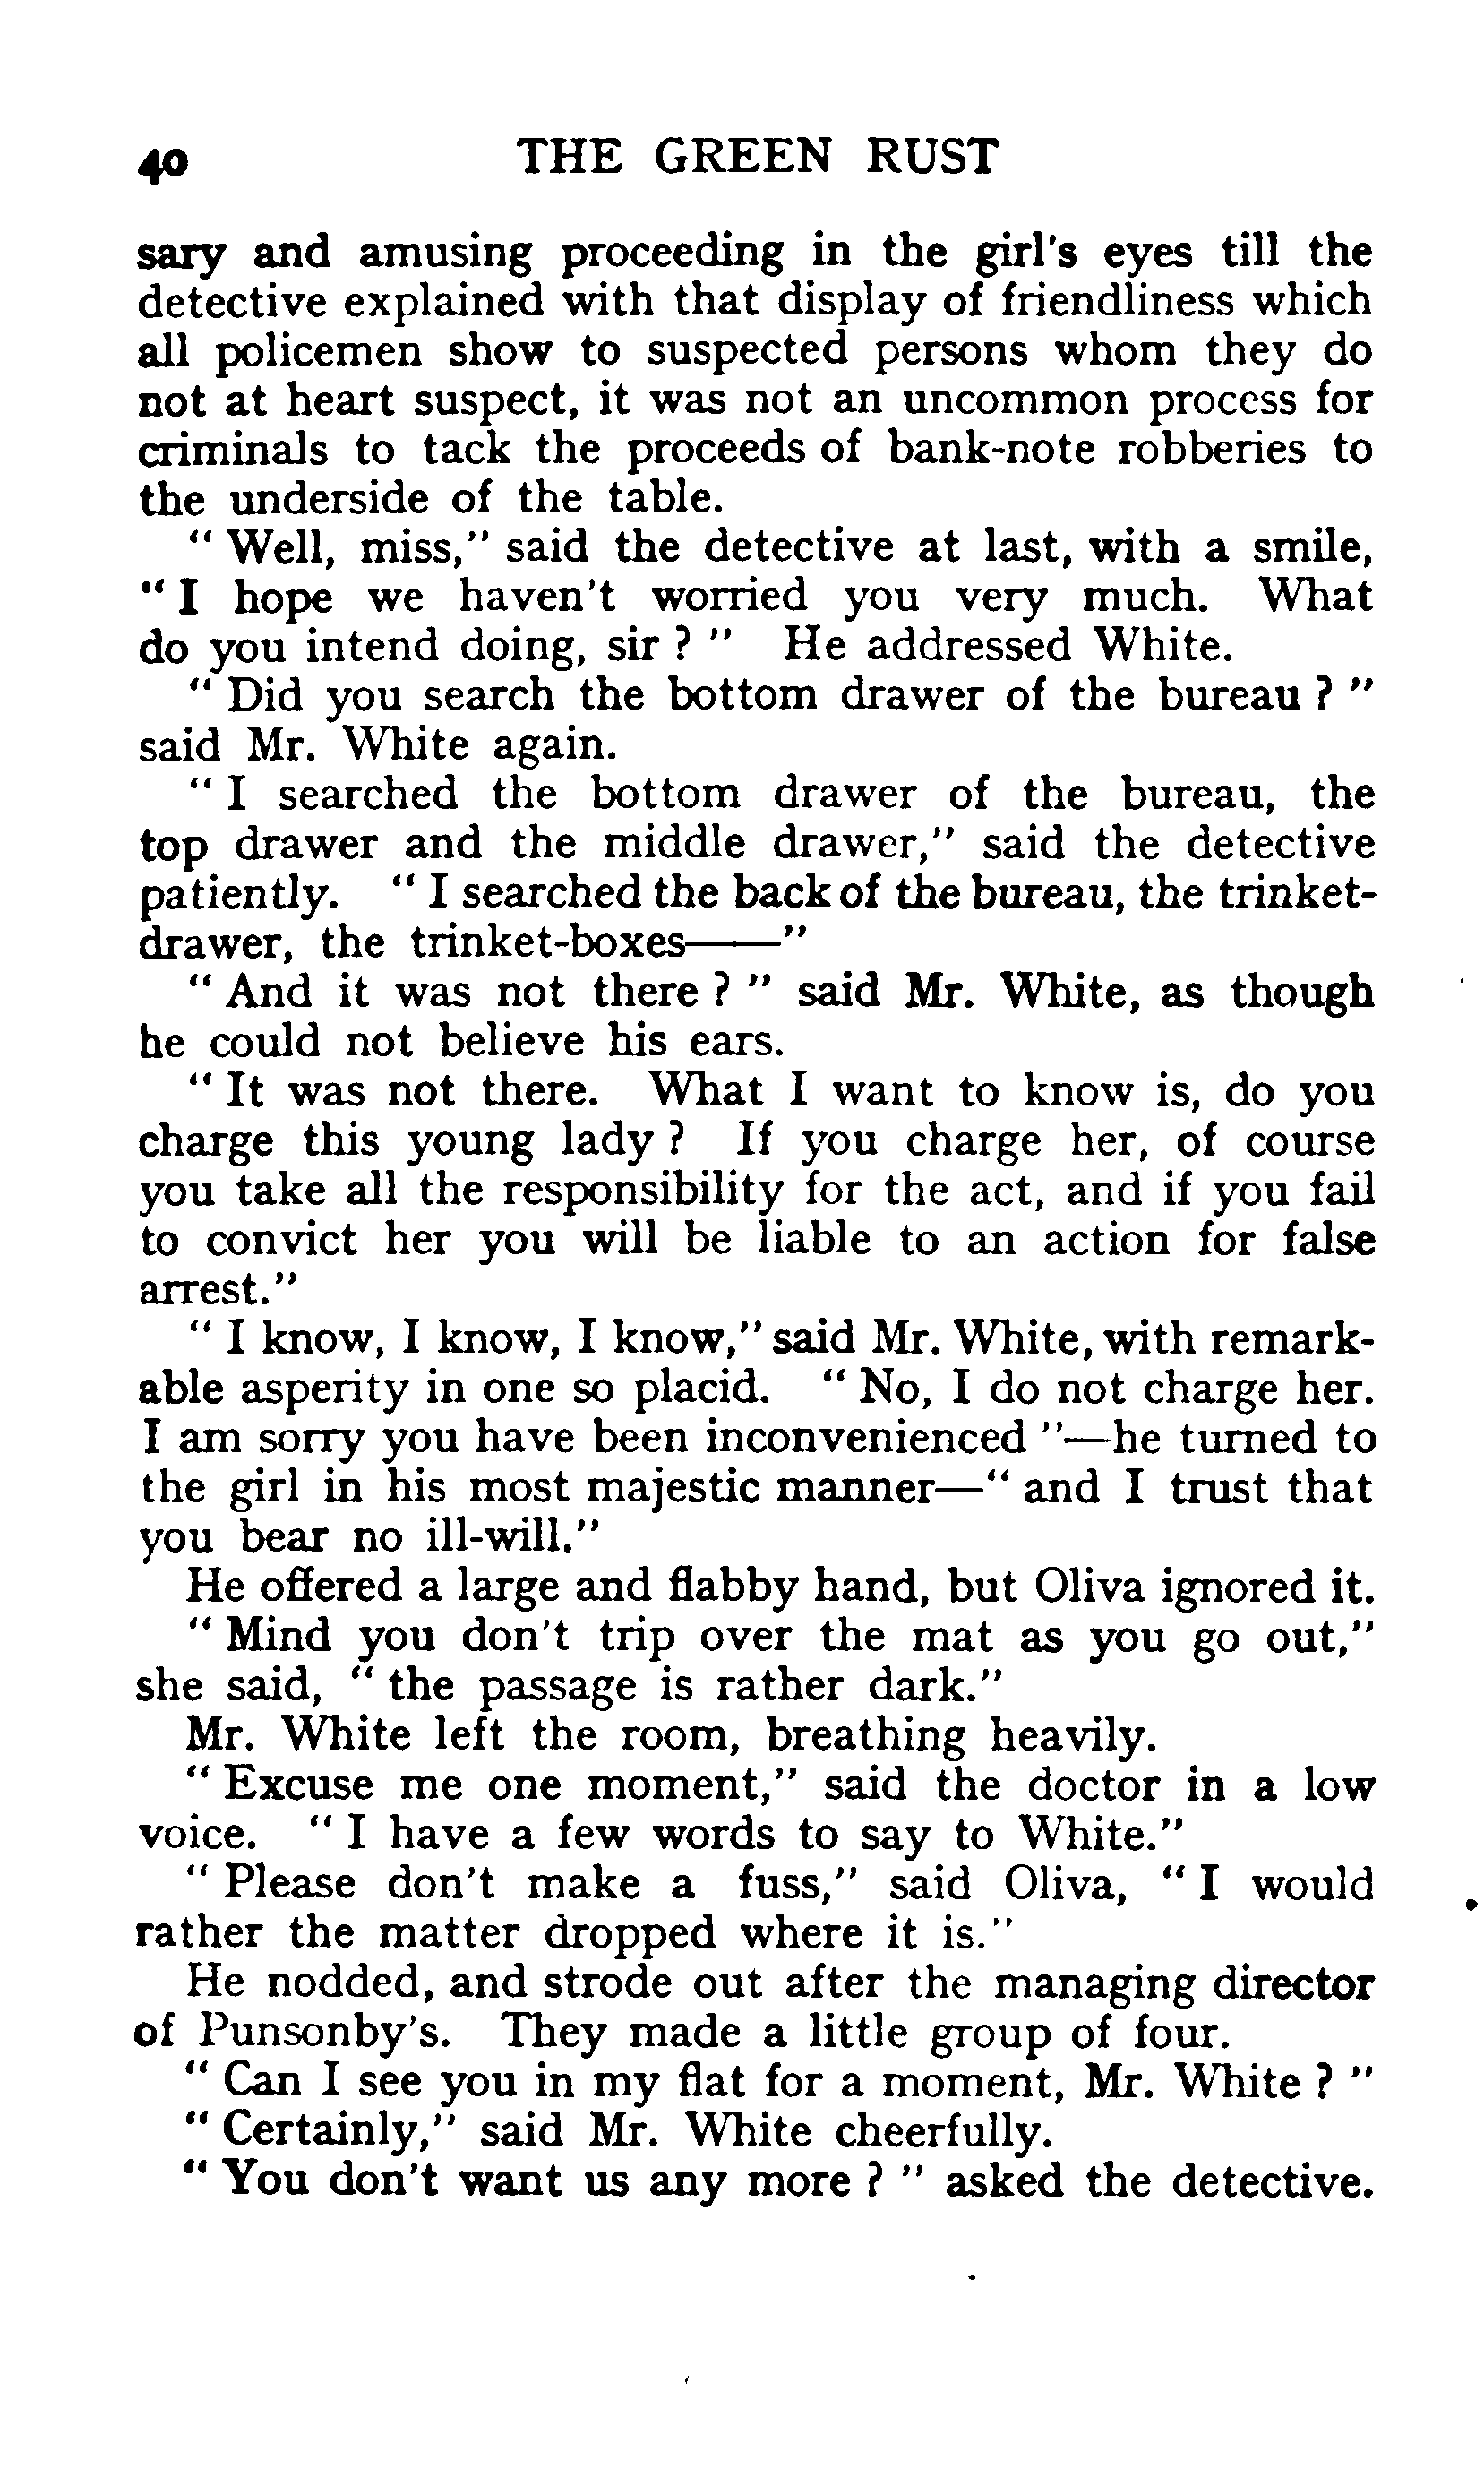 40 THE GREEN RUST
sary and amusing proceeding in the girl's eyes till the
detective explained with that display of friendliness which
all policemen show to suspected persons whom they do
not at heart suspect, it was not an uncommon process for
criminals to tack the proceeds of bank-note robberies to
the underside of the table.
" Well, miss," said the detective at last, with a smile,
" I hope we haven't worried you very much. What
do you intend doing, sir ? " He addressed White.
" Did you search the bottom drawer of the bureau ? "
said Mr. White again.
" I searched the bottom drawer of the bureau, the
top drawer and the middle drawer," said the detective
patiently. " I searched the back of the bureau, the trinket-
drawer, the trinket-boxes——"
" And it was not there ? " said Mr. White, as though
he could not believe his ears.
" It was not there. What I want to know is, do you
charge this young lady ? If you charge her, of course
you take all the responsibility for the act, and if you fail
to convict her you will be liable to an action for false
arrest."
" I know, I know, I know," said Mr. White, with remark-
able asperity in one so placid. " No, I do not charge her.
I am sorry you have been inconvenienced "—he turned to
the girl in his most majestic manner—" and I trust that
you bear no ill-will."
He offered a large and flabby hand, but Oliva ignored it.
" Mind you don't trip over the mat as you go out,"
she said, " the passage is rather dark."
Mr. White left the room, breathing heavily.
" Excuse me one moment," said the doctor in a low
voice. " I have a few words to say to White."
" Please don't make a fuss," said Oliva, " I would
rather the matter dropped where it is."
He nodded, and strode out after the managing director
of Punsonby's. They made a little group of four.
" Can I see you in my flat for a moment, Mr. White ? "
" Certainly," said Mr. White cheerfully.
" You don't want us any more ? " asked the detective.